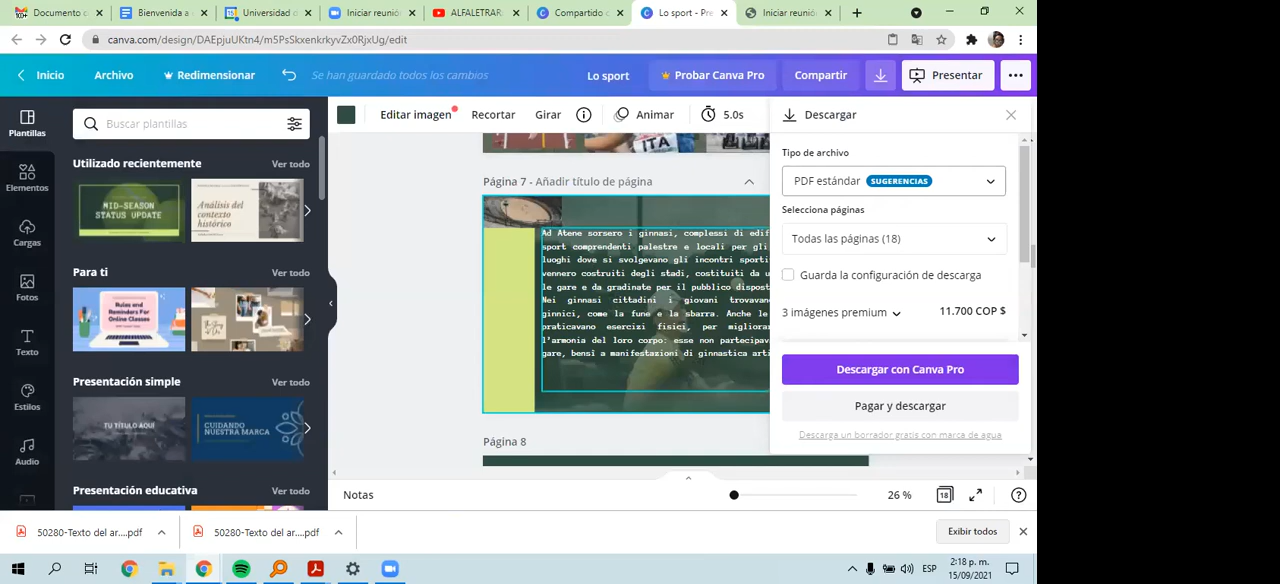 Documento c
Bienvenida a
Universidad o
Iniciar reunió
ALFALETRAR
Compartido c
Lo sport - Pre
Iniciar reunió
canva.com/design/DAEpjuUKtn4/m5PsSkxenkrkyvZx0RjxUg/edit
Inicio
Archivo
Redimensionar
Se han guardado todos los cambios
Lo sport
Probar Canva Pro
Compartir
Presentar
Plantillas
Elementos
Cargas
Fotos
Texto
Estilos
Audio
Buscar plantillas
Utilizado recientemente
Ver todo
MID-SEASON
STATUS UPDATE
Análisis del
contexto
histórico
Para ti
Ver todo
Rules and
Reminders For
Online Classes
Presentación simple
Ver todo
TU TÍTULO AQUÍ
CUIDANDO
NUESTRA MARCA
Presentación educativa
Ver todo
Editar imagen
Recortar
Girar
Animar
5.0s
ITA
Página 7 - Añadir título de página
Ad Atene sorsero i ginnasi, complessi di edif
sport comprendenti palestre e locali per gli
luoghi dove si svolgevano gli incontri sporti
vennero costruiti degli stadi, costituiti da u
le gare e da gradinate per il pubblico dispost
Nei ginnasi cittadini i giovani trovavan
ginnici, come la fune e la sbarra. Anche le
praticavano esercizi fisici, per miglioran
l'armonia del loro corpo: esse non partecipav
gare, bensì a manifestazioni di ginnastica arti
Página 8
Descargar
Tipo de archivo
PDF estándar SUGERENCIAS
Selecciona páginas
Todas las páginas (18)
Guarda la configuración de descarga
3 imágenes premium
11.700 COP $
Descargar con Canva Pro
Pagar y descargar
Descarga un borrador gratis con marca de agua
Notas
26 %
18
50280-Texto del ar....pdf
50280-Texto del ar....pdf
Exibir todos
ESP
2:18 p. m.
15/09/2021